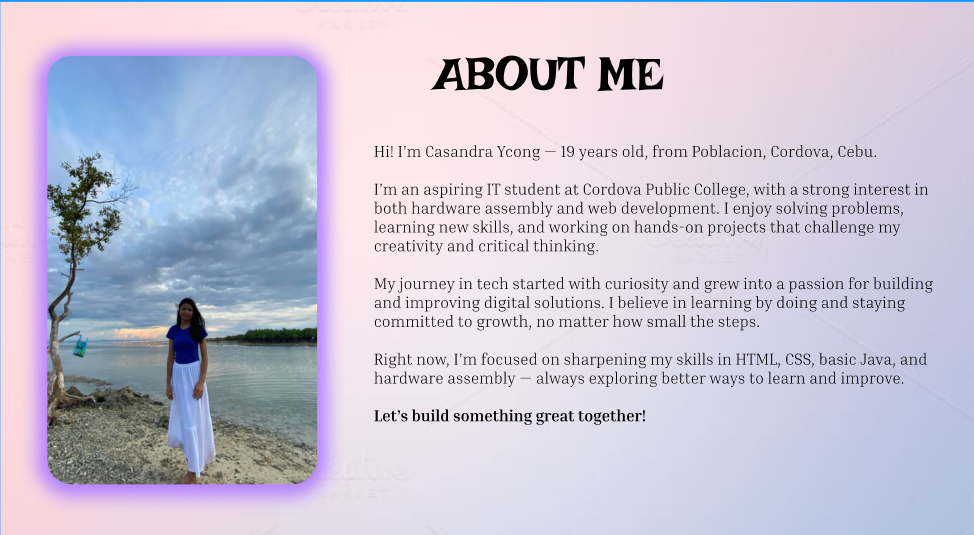 ABOUT ME
Hi! I'm Casandra Ycong — 19 years old, from Poblacion, Cordova, Cebu.
I'm an aspiring IT student at Cordova Public College, with a strong interest in
both hardware assembly and web development. I enjoy solving problems,
learning new skills, and working on hands-on projects that challenge my
creativity and critical thinking.
My journey in tech started with curiosity and grew into a passion for building
and improving digital solutions. I believe in learning by doing and staying
committed to growth, no matter how small the steps.
Right now, I'm focused on sharpening my skills in HTML, CSS, basic Java, and
hardware assembly — always exploring better ways to learn and improve.
Let's build something great together!